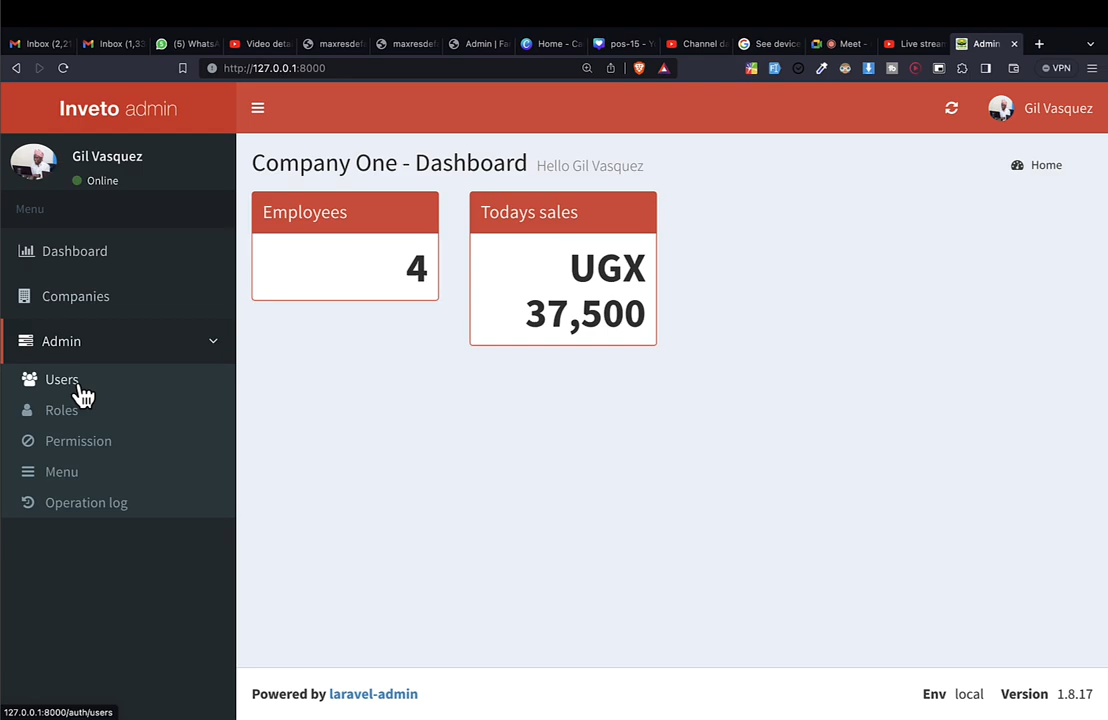 Inbox (2,21
Inbox (1,33
(5) WhatsA
Video deta
maxresdef
maxresdef
Admin | Fa
Home - Ca
pos-15 - Y
Channel da
See device
Meet -
Live strean
Admin
http://127.0.0.1:8000
VPN
Inveto admin
Gil Vasquez
Gil Vasquez
Online
Menu
Dashboard
Companies
Admin
Users
Roles
Permission
Menu
Operation log
Company One - Dashboard Hello Gil Vasquez
Home
Employees
4
Todays sales
UGX
37,500
Powered by laravel-admin
Env local Version 1.8.17
127.0.0.1:8000/auth/users